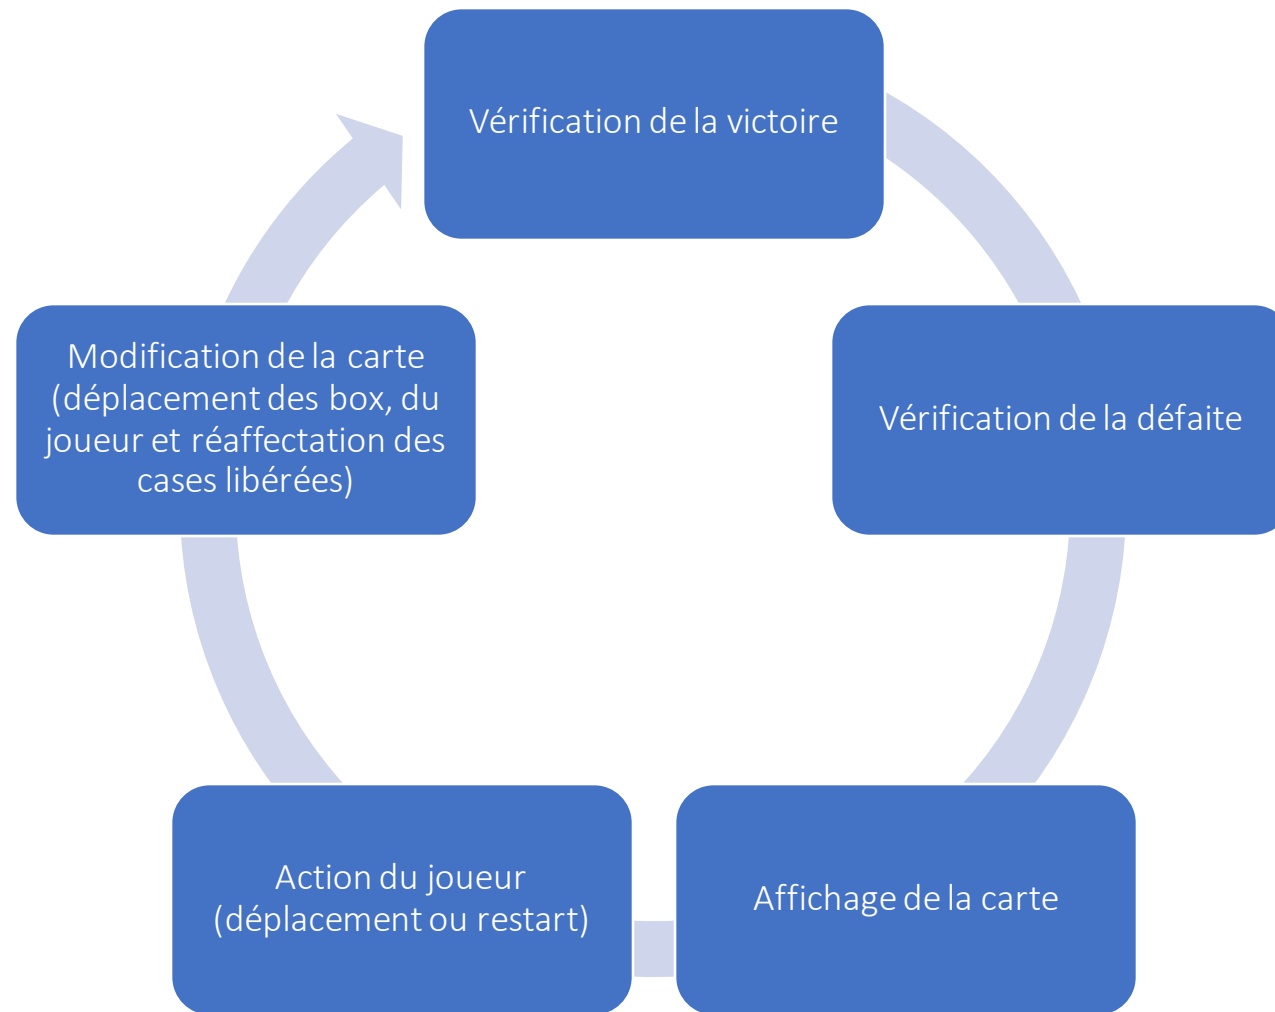 Vérification de la victoire
Vérification de la défaite
Affichage de la carte
Action du joueur
(déplacement ou restart)
Modification de la carte
(déplacement des box, du
joueur et réaffectation des
cases libérées)